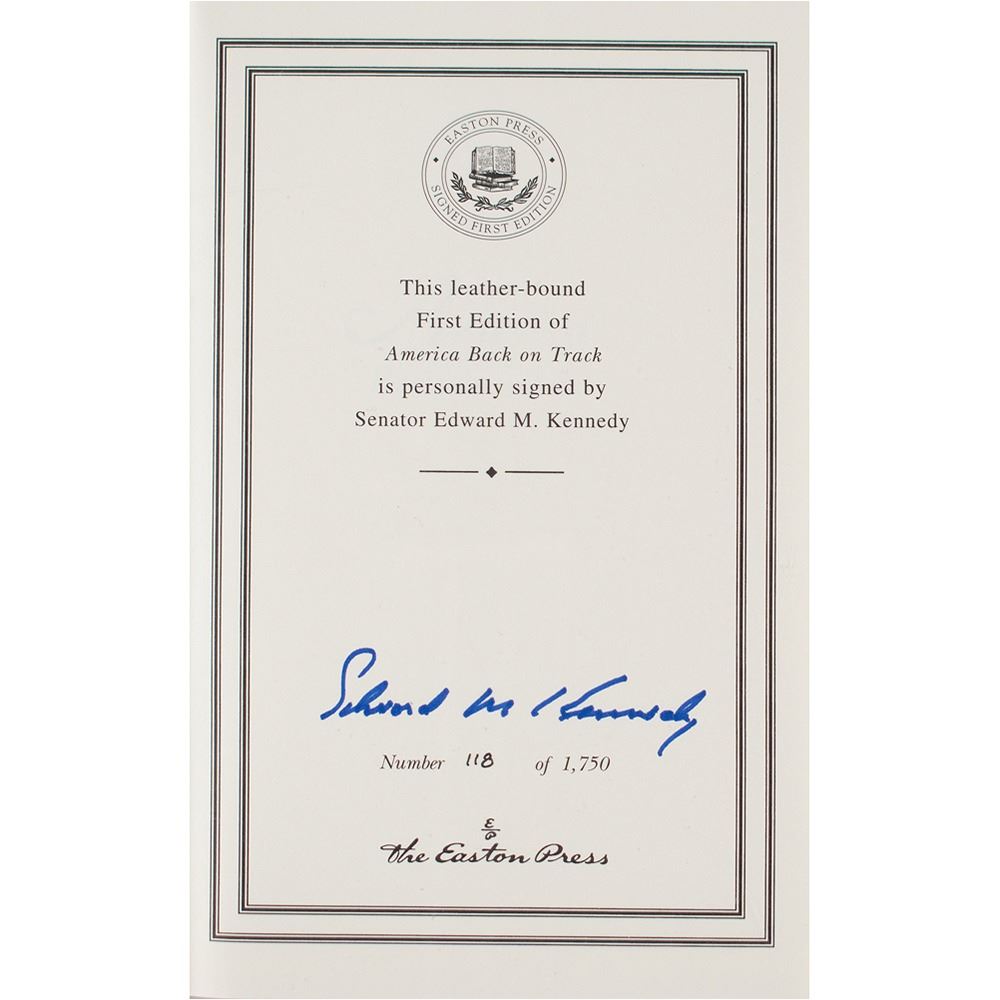 EASTON PRESS
SIGNED FIRST EDITION
This leather-bound
First Edition of
America Back on Track
is personally signed by
Senator Edward M. Kennedy
Edward M Kennedy
Number 118 of 1,750
E
P
the Easton Press